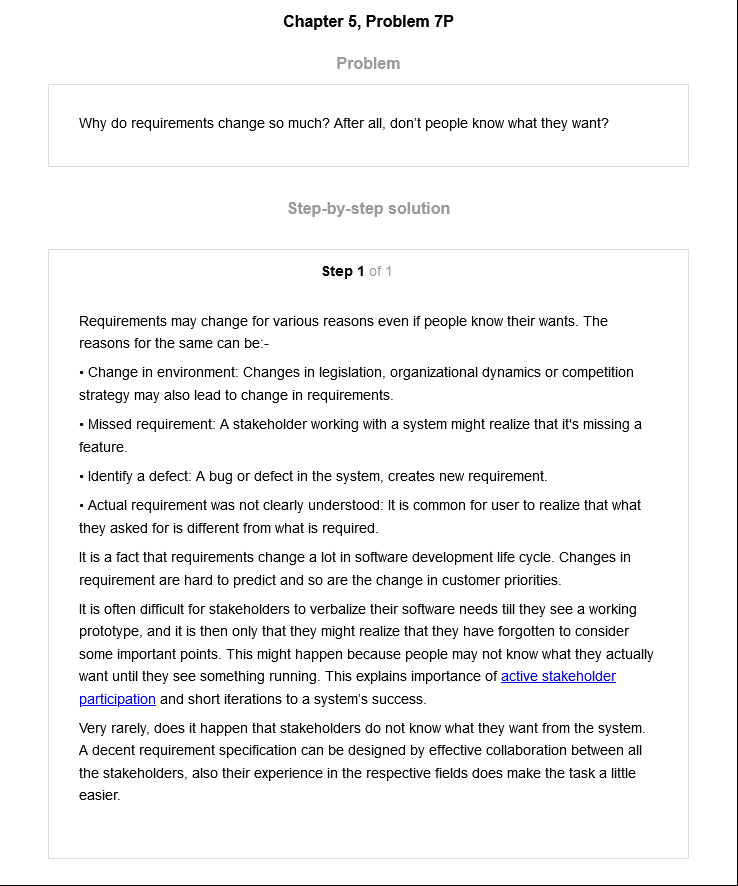 Chapter 5, Problem 7P
Problem
Why do requirements change so much? After all, don’t people know what they want?
Step-by-step solution
Step 1 of 1
Requirements may change for various reasons even if people know their wants. The
reasons for the same can be:-
• Change in environment: Changes in legislation, organizational dynamics or competition
strategy may also lead to change in requirements.
• Missed requirement: A stakeholder working with a system might realize that it's missing a
feature.
• Identify a defect: A bug or defect in the system, creates new requirement.
• Actual requirement was not clearly understood: It is common for user to realize that what
they asked for is different from what is required.
It is a fact that requirements change a lot in software development life cycle. Changes in
requirement are hard to predict and so are the change in customer priorities.
It is often difficult for stakeholders to verbalize their software needs till they see a working
prototype, and it is then only that they might realize that they have forgotten to consider
some important points. This might happen because people may not know what they actually
want until they see something running. This explains importance of active stakeholder
participation and short iterations to a system’s success.
Very rarely, does it happen that stakeholders do not know what they want from the system.
A decent requirement specification can be designed by effective collaboration between all
the stakeholders, also their experience in the respective fields does make the task a little
easier.